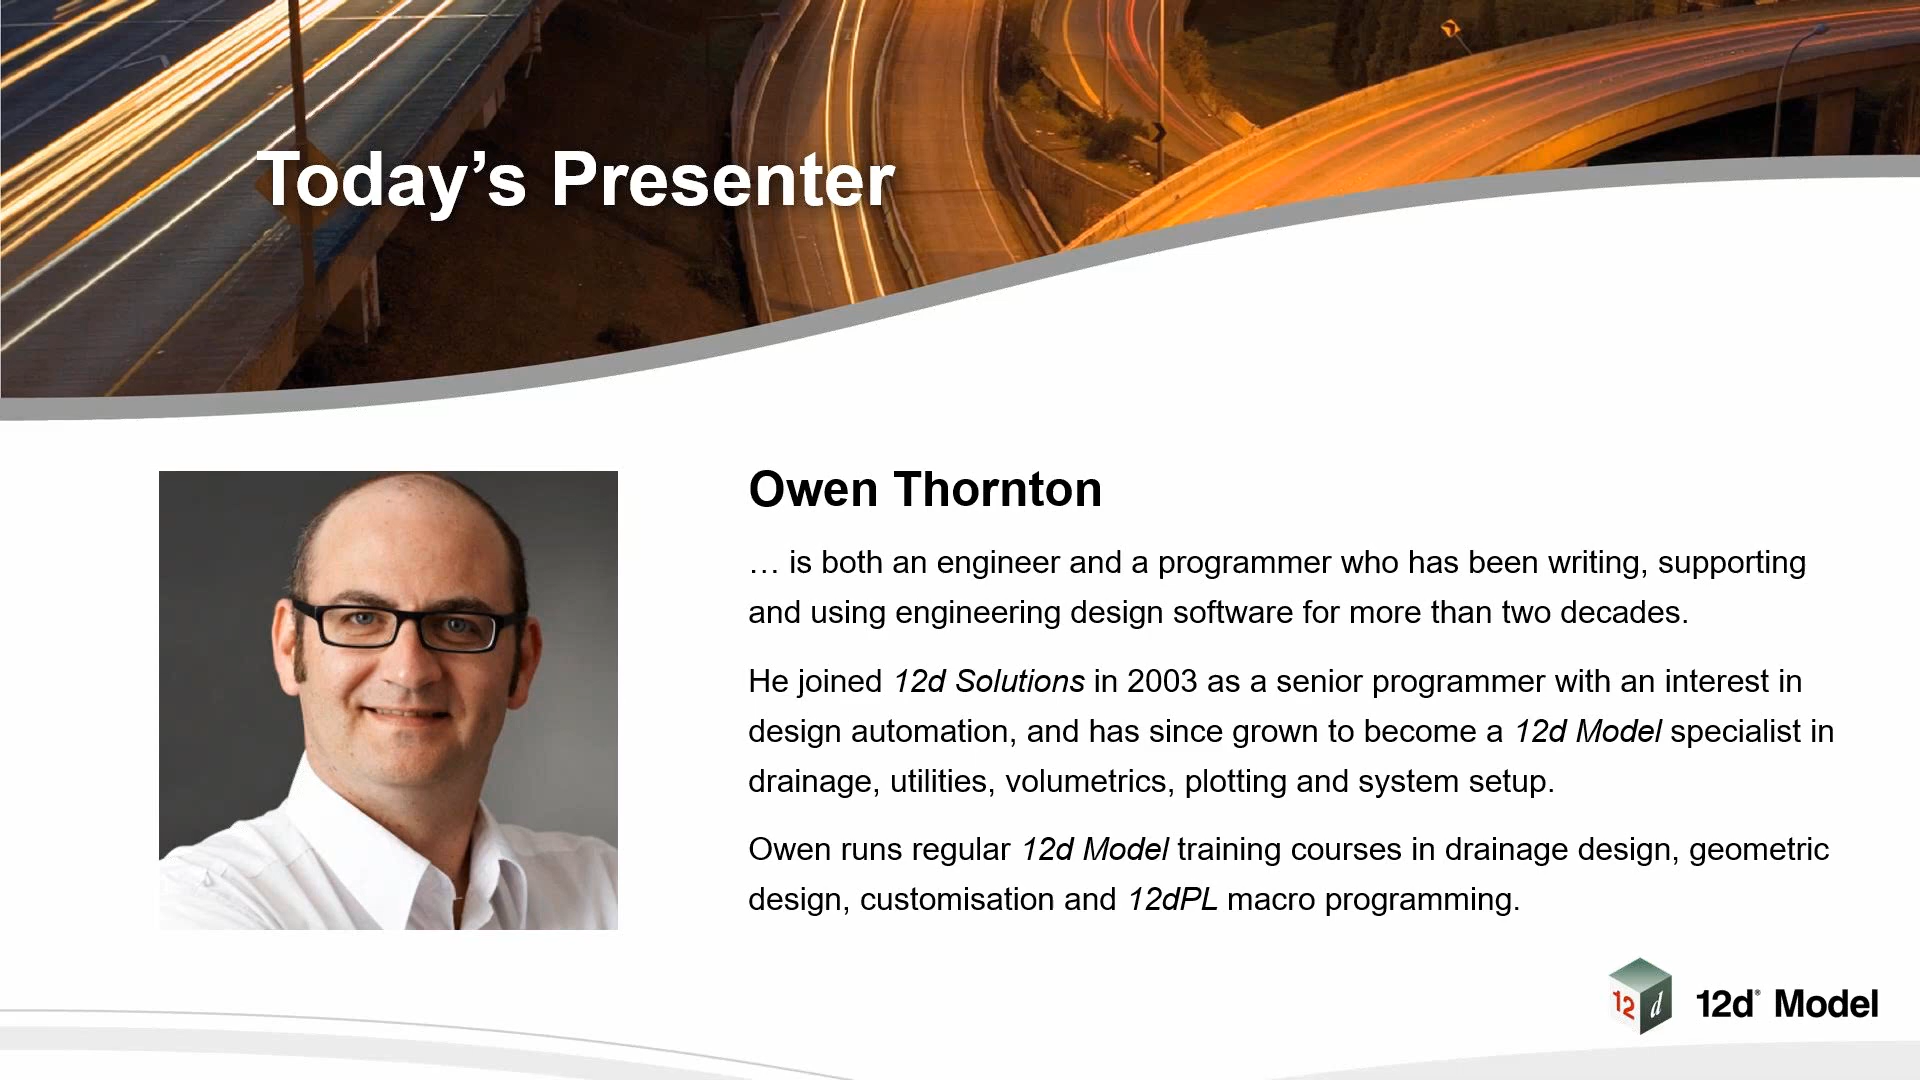 Today’s Presenter
Owen Thornton
… is both an engineer and a programmer who has been writing, supporting
and using engineering design software for more than two decades.
He joined 12d Solutions in 2003 as a senior programmer with an interest in
design automation, and has since grown to become a 12d Model specialist in
drainage, utilities, volumetrics, plotting and system setup.
Owen runs regular 12d Model training courses in drainage design, geometric
design, customisation and 12dPL macro programming.
12 d 12d® Model